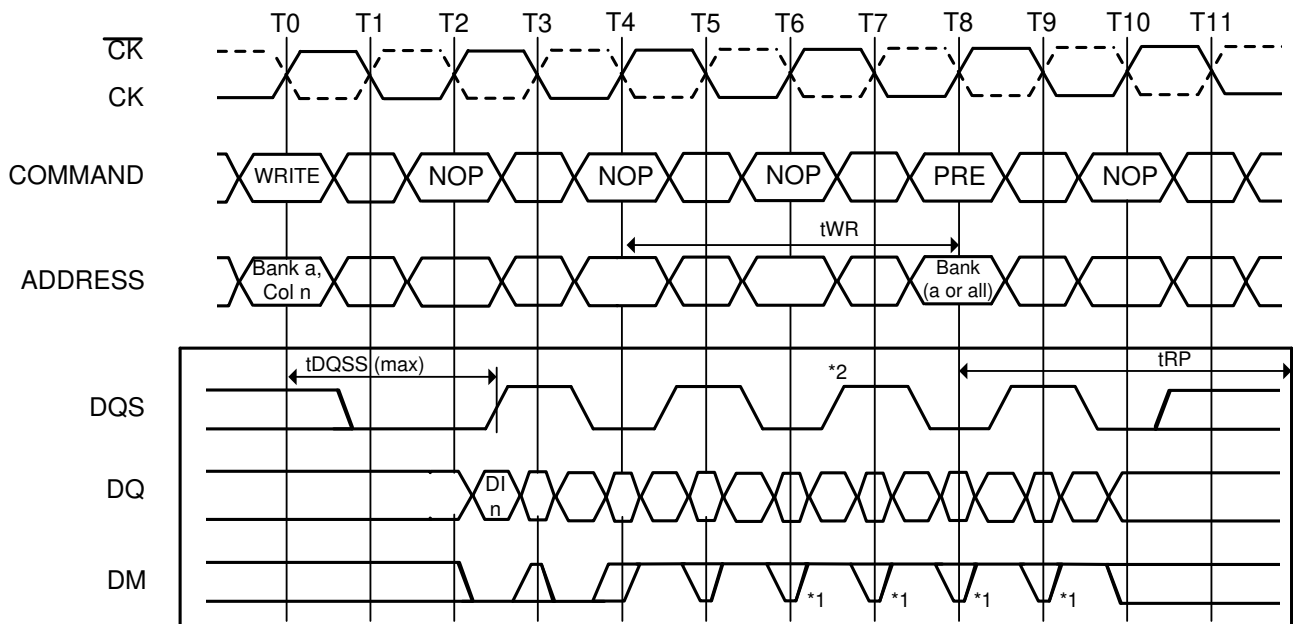 T0 T1 T2 T3 T4 T5 T6 T7 T8 T9 T10 T11
CK
CK
COMMAND WRITE NOP NOP NOP PRE NOP
tWR
ADDRESS Bank a, Col n Bank (a or all)
tDQSS (max) tRP
*2
DQS
DQ DI n
DM *1 *1 *1 *1